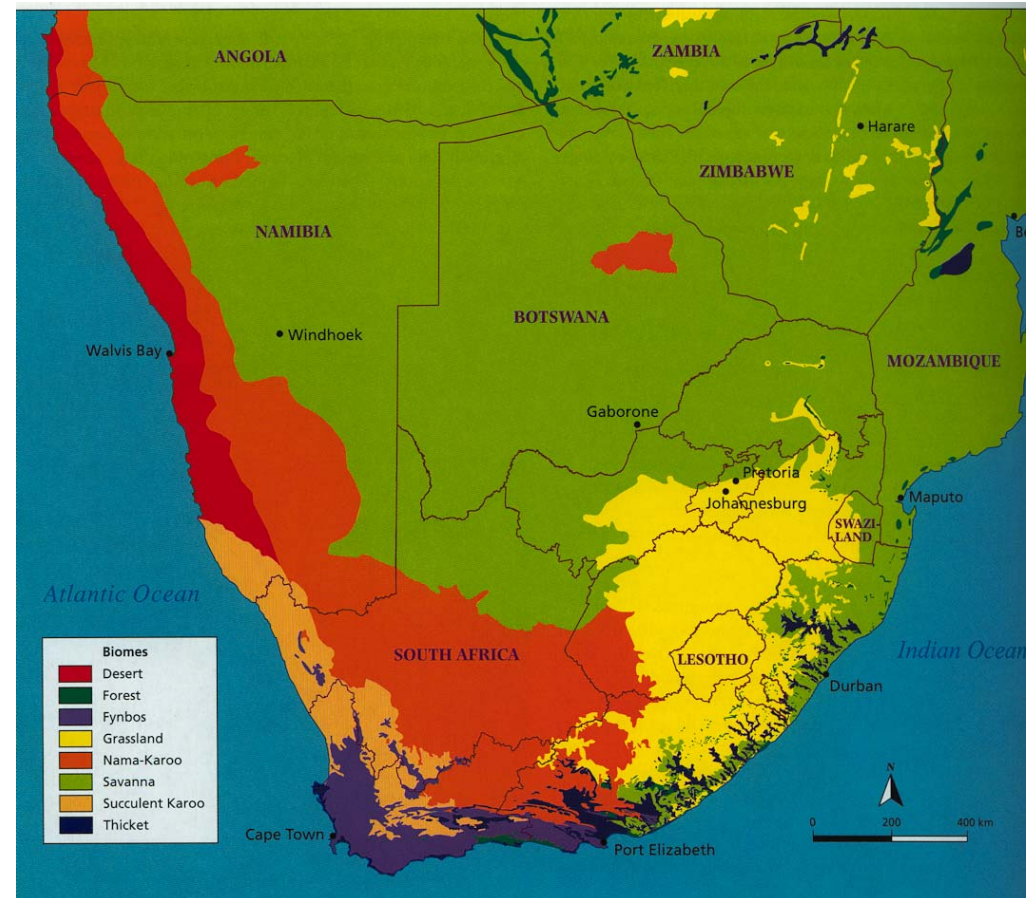 ANGOLA
ZAMBIA
Harare
ZIMBABWE
NAMIBIA
BOTSWANA
Windhoek
Walvis Bay
MOZAMBIQUE
Gaborone
Pretoria
Johannesburg
Maputo
SWAZI-
LAND
Atlantic Ocean
SOUTH AFRICA
LESOTHO
Indian Ocean
Durban
Biomes
Desert
Forest
Fynbos
Grassland
Nama-Karoo
Savanna
Succulent Karoo
Thicket
N
0 200 400 km
Cape Town
Port Elizabeth